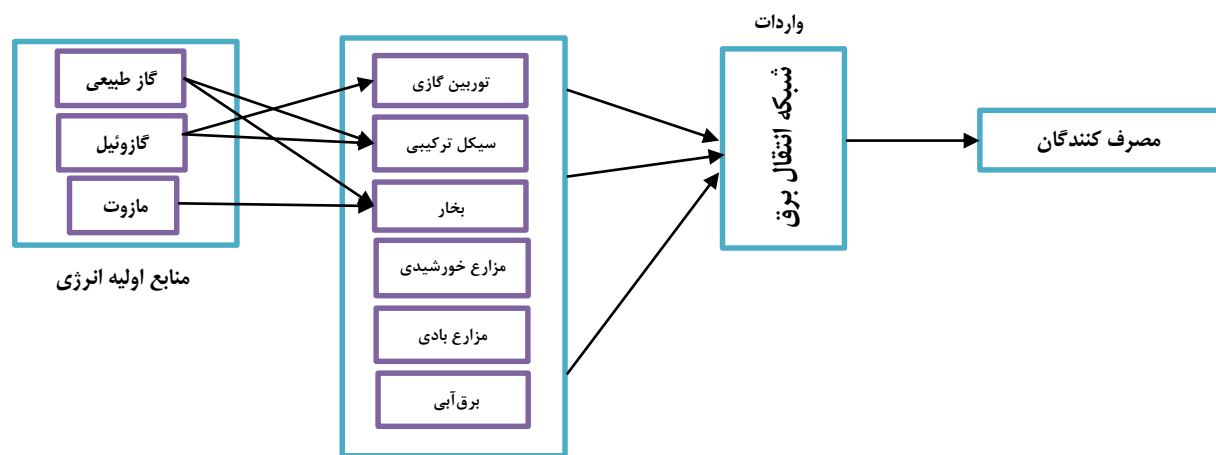 واردات
گاز طبیعی
گازوئیل
مازوت
منابع اولیه انرژی
توربین گازی
سیکل ترکیبی
بخار
مزارع خورشیدی
مزارع بادی
برق‌آبی
شبکه انتقال برق
مصرف کنندگان